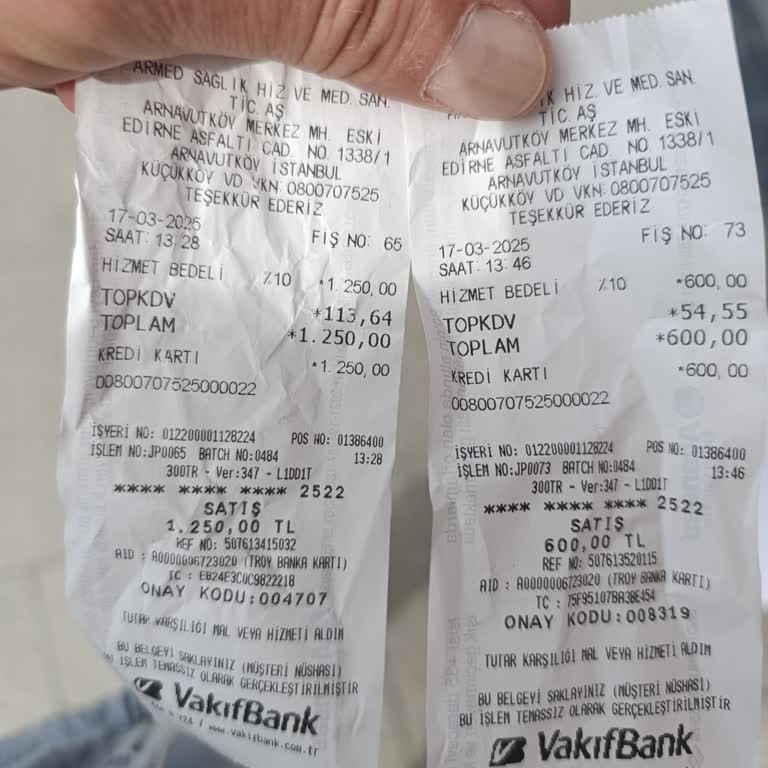 ARMED SAĞLIK HİZ VE MED. SAN.
TİC. AŞ
ARNAVUTKÖY MERKEZ MH. ESKİ
EDİRNE ASFALTI CAD. NO 1338/1
ARNAVUTKÖY İSTANBUL
KÜÇÜKKÖY VD VKN:0800707525
TEŞEKKÜR EDERİZ
17-03-2025
SAAT: 13:28 FİŞ NO: 65
HİZMET BEDELİ %10 *1.250,00
TOPKDV *113,64
TOPLAM *1.250,00
KREDİ KARTI *1.250,00
00800707525000022
İŞYERİ NO: 012200001128224 POS NO: 01386400
İŞLEM NO:JP0065 BATCH NO:0484 13:28
300TR - Ver:347 - L1DD1T
**** **** **** 2522
SATIŞ
1.250,00 TL
REF NO: 507613415032
AID : A0000006723020 (TROY BANKA KARTI)
TC : EB24E3C0C9822218
ONAY KODU:004707
TUTAR KARŞILIĞI MAL VEYA HİZMETİ ALDIM
BU BELGEYİ SAKLAYINIZ (MÜŞTERİ NÜSHASI)
BU İŞLEM TEMASSIZ OLARAK GERÇEKLEŞTİRİLMİŞTİR
VakıfBank
www.vakifbank.com.tr
K HİZ VE MED. SAN.
TİC. AŞ
ARNAVUTKÖY MERKEZ MH. ESKİ
EDİRNE ASFALTI CAD. NO 1338/1
ARNAVUTKÖY İSTANBUL
KÜÇÜKKÖY VD VKN:0800707525
TEŞEKKÜR EDERİZ
17-03-2025
SAAT: 13:46 FİŞ NO: 73
HİZMET BEDELİ %10 *600,00
TOPKDV *54,55
TOPLAM *600,00
KREDİ KARTI *600,00
00800707525000022
İŞYERİ NO: 012200001128224 POS NO: 01386400
İŞLEM NO:JP0073 BATCH NO:0484 13:46
300TR - Ver:347 - L1DD1T
**** **** **** 2522
SATIŞ
600,00 TL
REF NO: 507613520115
AID : A0000006723020 (TROY BANKA KARTI)
TC : 75F95107BA3BE454
ONAY KODU:008319
TUTAR KARŞILIĞI MAL VEYA HİZMETİ ALDIM
BU BELGEYİ SAKLAYINIZ (MÜŞTERİ NÜSHASI)
BU İŞLEM TEMASSIZ OLARAK GERÇEKLEŞTİRİLMİŞTİR
VakıfBank